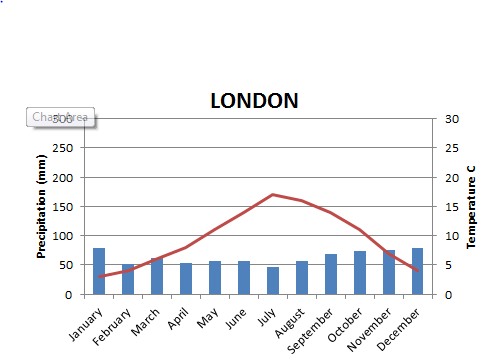 LONDON
Chart Area
300 30
250 25
200 20
150 15
100 10
50 5
0 0
Precipitation (mm)
Temperature C
January
February
March
April
May
June
July
August
September
October
November
December